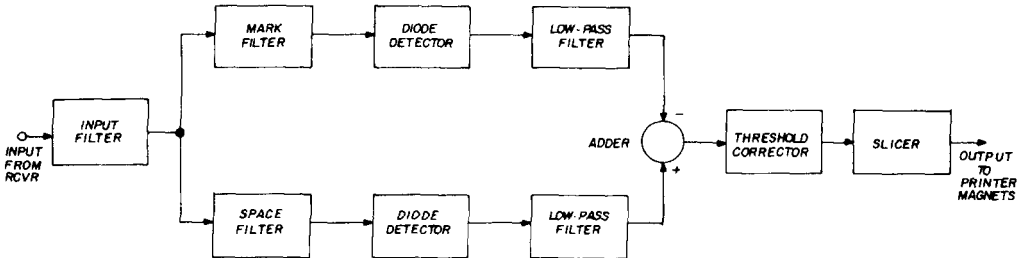 MARK
FILTER
DIODE
DETECTOR
LOW-PASS
FILTER
INPUT
FILTER
INPUT
FROM
RCVR
ADDER
−
+
THRESHOLD
CORRECTOR
SLICER
OUTPUT
TO
PRINTER
MAGNETS
SPACE
FILTER
DIODE
DETECTOR
LOW-PASS
FILTER